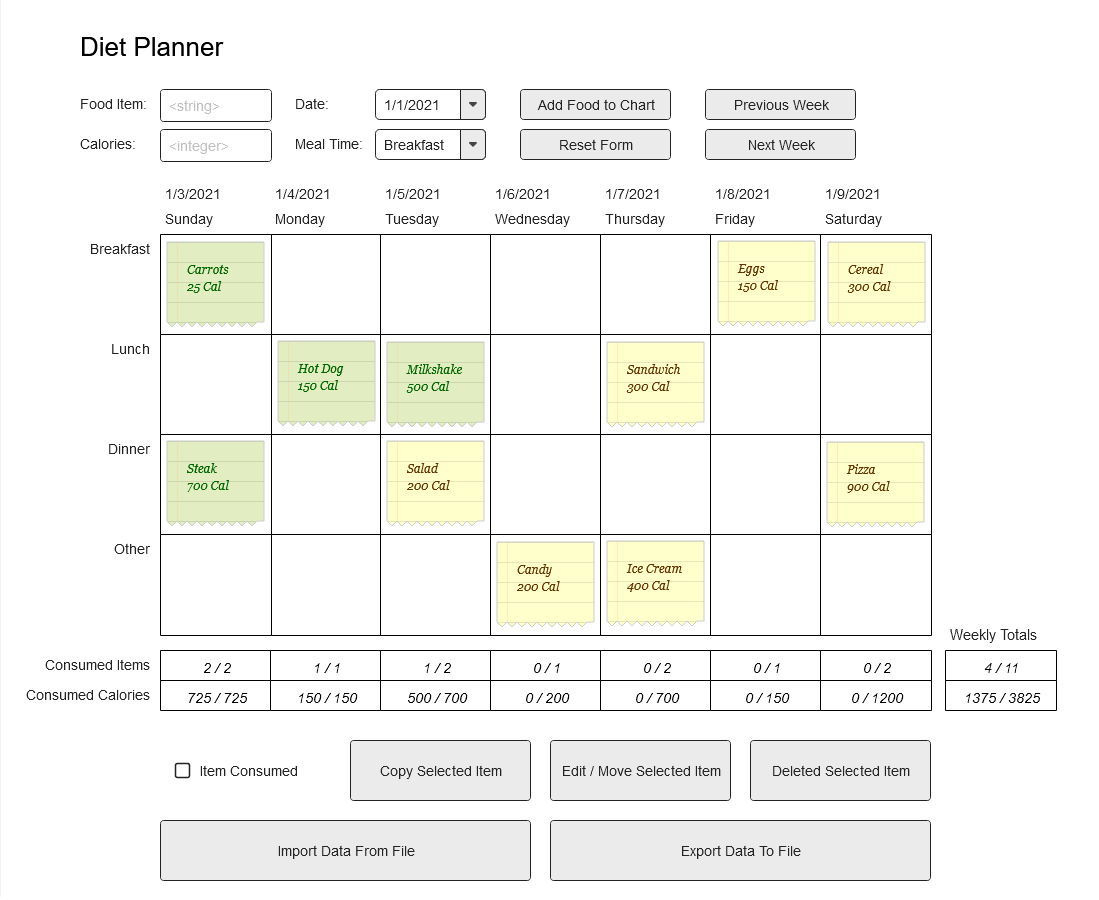 Diet Planner
Food Item: <string> Date: 1/1/2021 Add Food to Chart Previous Week
Calories: <integer> Meal Time: Breakfast Reset Form Next Week
1/3/2021 1/4/2021 1/5/2021 1/6/2021 1/7/2021 1/8/2021 1/9/2021
Sunday Monday Tuesday Wednesday Thursday Friday Saturday
Breakfast
Carrots Eggs Cereal
25 Cal 150 Cal 300 Cal
Lunch
Hot Dog Milkshake Sandwich
150 Cal 500 Cal 300 Cal
Dinner
Steak Salad Pizza
700 Cal 200 Cal 900 Cal
Other
Candy Ice Cream
200 Cal 400 Cal
Weekly Totals
Consumed Items 2 / 2 1 / 1 1 / 2 0 / 1 0 / 2 0 / 1 0 / 2 4 / 11
Consumed Calories 725 / 725 150 / 150 500 / 700 0 / 200 0 / 700 0 / 150 0 / 1200 1375 / 3825
Item Consumed Copy Selected Item Edit / Move Selected Item Deleted Selected Item
Import Data From File Export Data To File